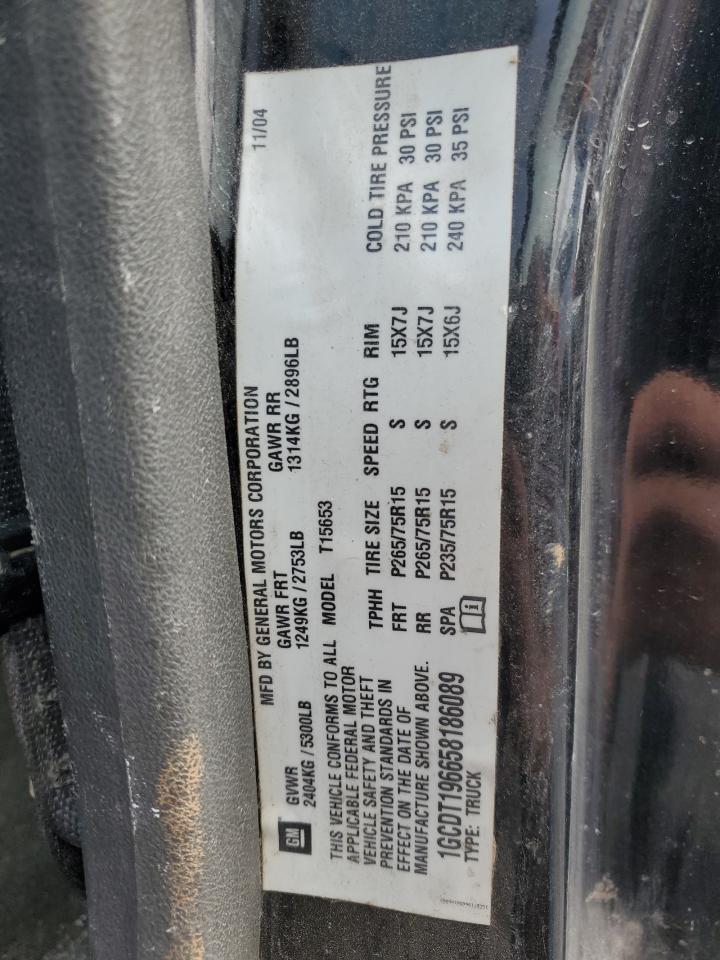 MFD BY GENERAL MOTORS CORPORATION 11/04
GM GVWR GAWR FRT GAWR RR
2404KG / 5300LB 1249KG / 2753LB 1314KG / 2896LB
THIS VEHICLE CONFORMS TO ALL MODEL T15653
APPLICABLE FEDERAL MOTOR
VEHICLE SAFETY AND THEFT
PREVENTION STANDARDS IN
EFFECT ON THE DATE OF
MANUFACTURE SHOWN ABOVE.
TPHH TIRE SIZE SPEED RTG RIM COLD TIRE PRESSURE
FRT P265/75R15 S 15X7J 210 KPA 30 PSI
RR P265/75R15 S 15X7J 210 KPA 30 PSI
SPA P235/75R15 S 15X6J 240 KPA 35 PSI
1GCDT196658186089
TYPE: TRUCK